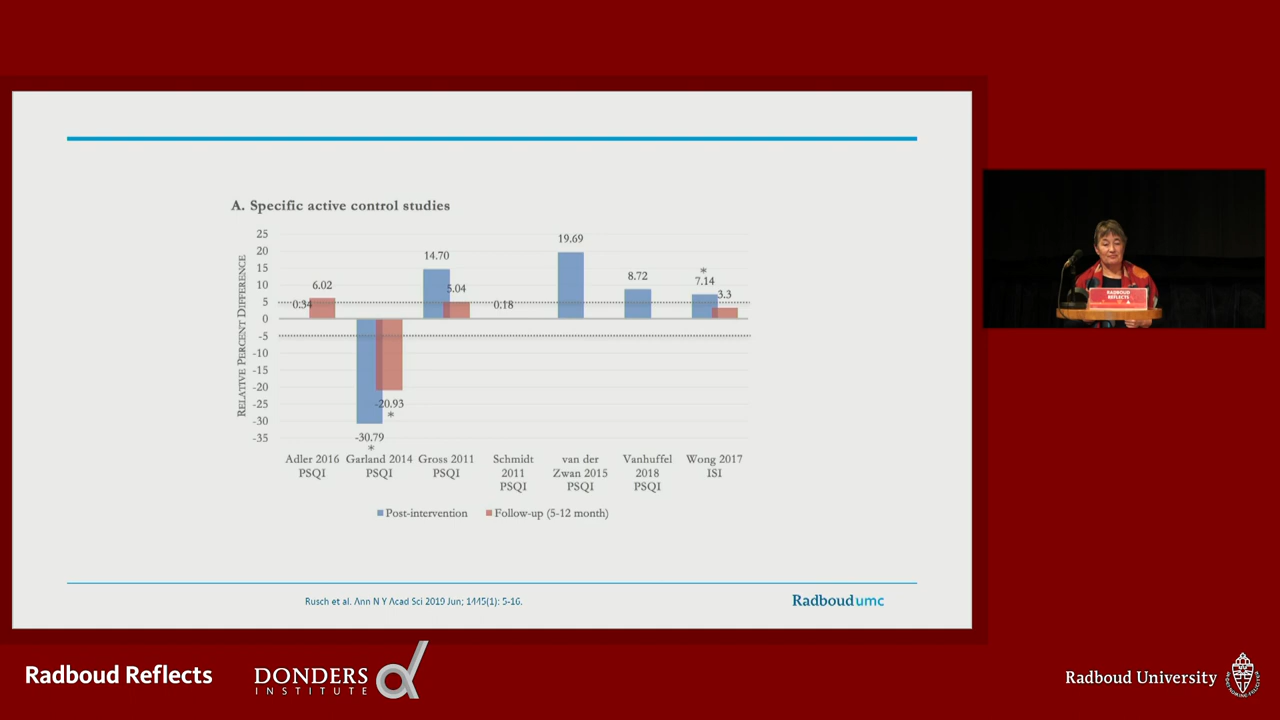 A. Specific active control studies
RELATIVE PERCENT DIFFERENCE
25
20
15
10
5
0
-5
-10
-15
-20
-25
-30
-35
0.34
6.02
-30.79
*
-20.93
*
14.70
5.04
0.18
19.69
8.72
*
7.14
3.3
Adler 2016
PSQI
Garland 2014
PSQI
Gross 2011
PSQI
Schmidt
2011
PSQI
van der
Zwan 2015
PSQI
Vanhuffel
2018
PSQI
Wong 2017
ISI
Post-intervention
Follow-up (5-12 month)
Rusch et al. Ann N Y Acad Sci 2019 Jun; 1445(1): 5-16.
Radboudumc
RADBOUD
REFLECTS
Radboud Reflects
DONDERS
INSTITUTE
Radboud University